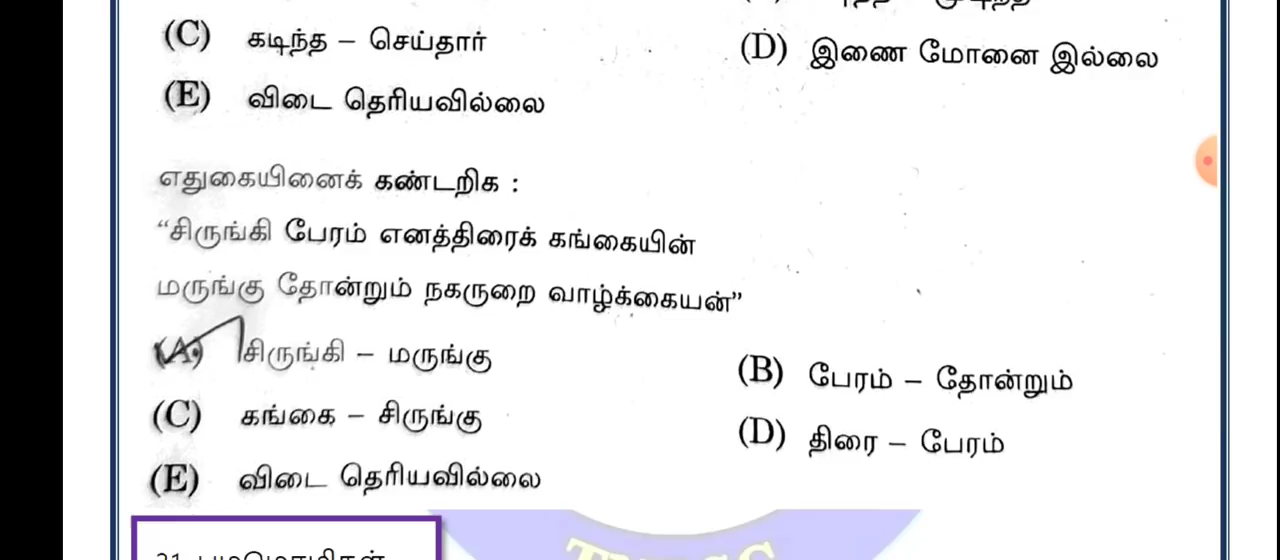 (C) கடிந்த – செய்தார்
(D) இணை மோனை இல்லை
(E) விடை தெரியவில்லை
எதுகையினைக் கண்டறிக :
“சிருங்கி பேரம் எனத்திரைக் கங்கையின்
மருங்கு தோன்றும் நகருறை வாழ்க்கையன்”
(A) சிருங்கி – மருங்கு
(B) பேரம் – தோன்றும்
(C) கங்கை – சிருங்கு
(D) திரை – பேரம்
(E) விடை தெரியவில்லை